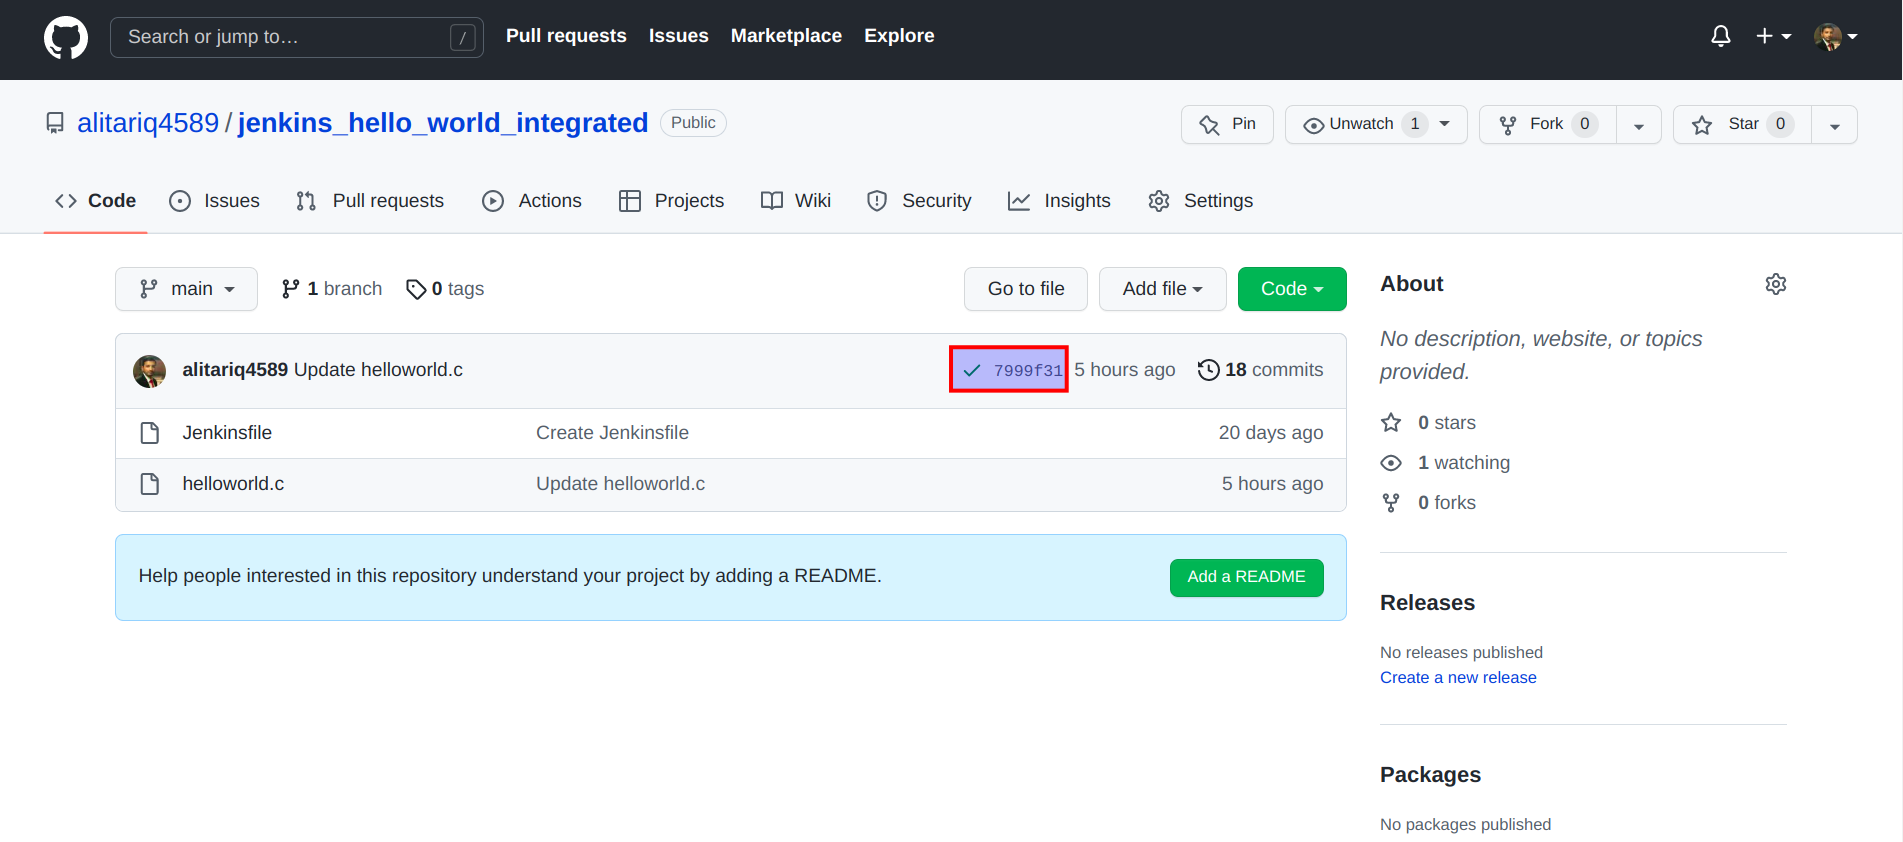 Search or jump to… /
Pull requests Issues Marketplace Explore
alitariq4589 / jenkins_hello_world_integrated Public
Pin Unwatch 1 Fork 0 Star 0
Code Issues Pull requests Actions Projects Wiki Security Insights Settings
main 1 branch 0 tags Go to file Add file Code
alitariq4589 Update helloworld.c 7999f31 5 hours ago 18 commits
Jenkinsfile Create Jenkinsfile 20 days ago
helloworld.c Update helloworld.c 5 hours ago
Help people interested in this repository understand your project by adding a README. Add a README
About
No description, website, or topics
provided.
0 stars
1 watching
0 forks
Releases
No releases published
Create a new release
Packages
No packages published